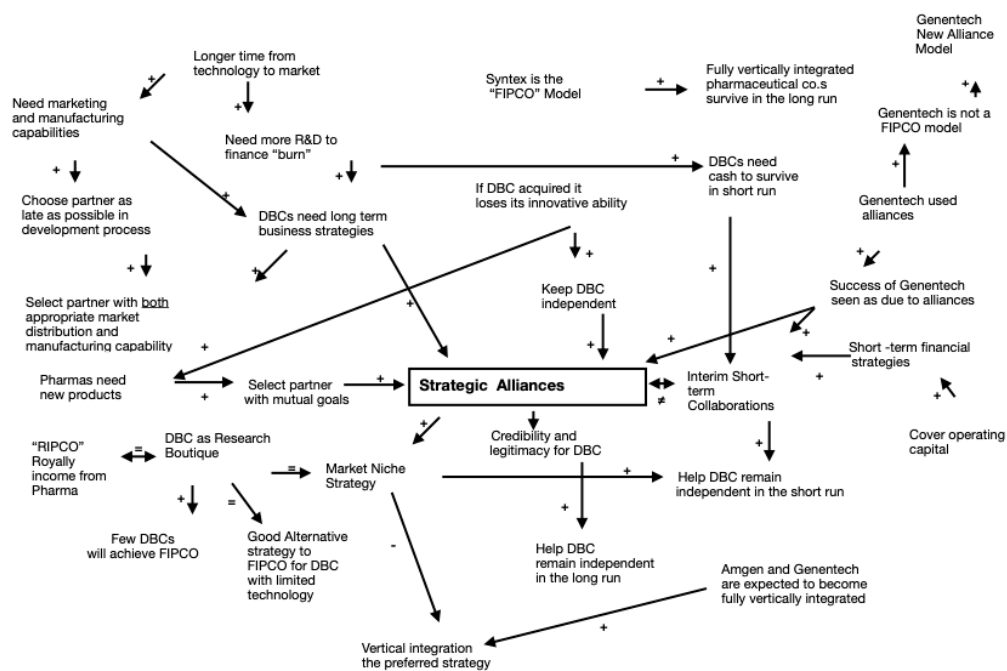 Genentech
New Alliance
Model
Longer time from
technology to market
Syntex is the
"FIPCO" Model
Fully vertically integrated
pharmaceutical co.s
survive in the long run
Need marketing
and manufacturing
capabilities
Genentech is not a
FIPCO model
Need more R&D to
finance "burn"
DBCs need
cash to survive
in short run
If DBC acquired it
loses its innovative ability
Choose partner as
late as possible in
development process
DBCs need long term
business strategies
Genentech used
alliances
Keep DBC
independent
Success of Genentech
seen as due to alliances
Select partner with both
appropriate market
distribution and
manufacturing capability
Short -term financial
strategies
Pharmas need
new products
Select partner
with mutual goals
Strategic Alliances
Interim Short-
term
Collaborations
Cover operating
capital
"RIPCO"
Royally
income from
Pharma
DBC as Research
Boutique
Market Niche
Strategy
Credibility and
legitimacy for DBC
Help DBC remain
independent in the short run
Few DBCs
will achieve FIPCO
Good Alternative
strategy to
FIPCO for DBC
with limited
technology
Help DBC
remain independent
in the long run
Amgen and Genentech
are expected to become
fully vertically integrated
Vertical integration
the preferred strategy